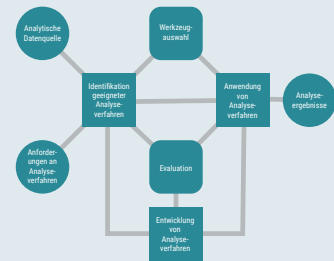 Analytische
Datenquelle
Werkzeug-
auswahl
Identifikation
geeigneter
Analyse-
verfahren
Anwendung
von
Analyse-
verfahren
Analyse-
ergebnisse
Anforder-
ungen an
Analyse-
verfahren
Evaluation
Entwicklung
von
Analyse-
verfahren